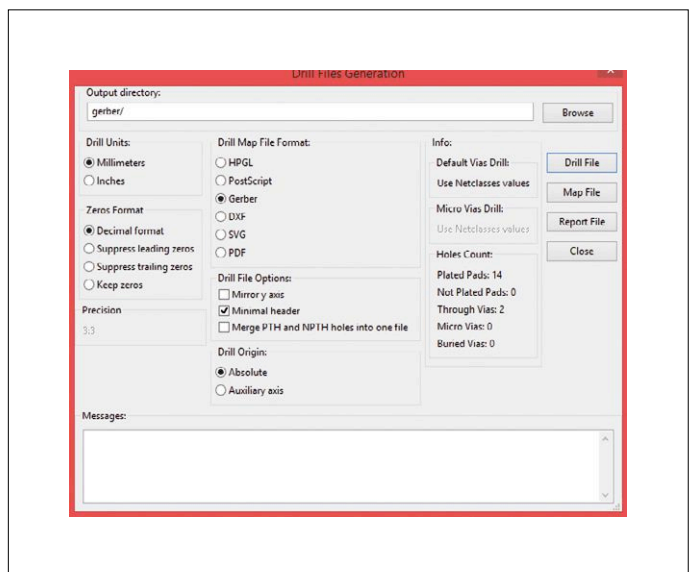 Drill Files Generation
Output directory:
gerber/
Browse
Drill Units:
Millimeters
Inches
Zeros Format
Decimal format
Suppress leading zeros
Suppress trailing zeros
Keep zeros
Precision
3.3
Drill Map File Format:
HPGL
PostScript
Gerber
DXF
SVG
PDF
Drill File Options:
Mirror y axis
Minimal header
Merge PTH and NPTH holes into one file
Drill Origin:
Absolute
Auxiliary axis
Info:
Default Vias Drill:
Use Netclasses values
Micro Vias Drill:
Use Netclasses values
Holes Count:
Plated Pads: 14
Not Plated Pads: 0
Through Vias: 2
Micro Vias: 0
Buried Vias: 0
Drill File
Map File
Report File
Close
Messages: